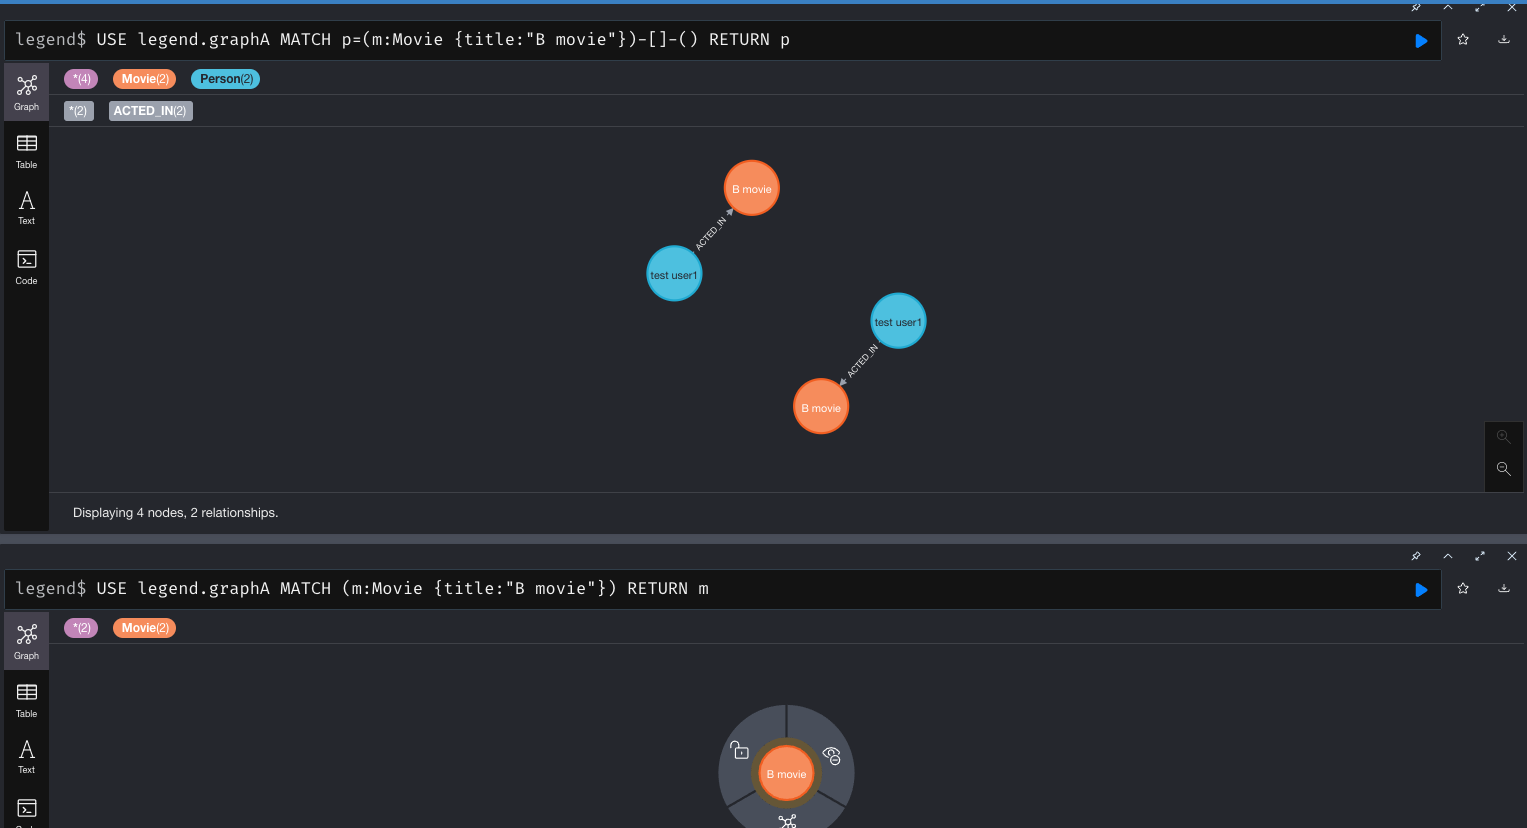 legend$ USE legend.graphA MATCH p=(m:Movie {title:"B movie"})-[]-() RETURN p
Graph
*(4) Movie(2) Person(2)
*(2) ACTED_IN(2)
Table
Text
Code
B movie
ACTED_IN
test user1
test user1
ACTED_IN
B movie
Displaying 4 nodes, 2 relationships.
legend$ USE legend.graphA MATCH (m:Movie {title:"B movie"}) RETURN m
Graph
*(2) Movie(2)
Table
Text
B movie